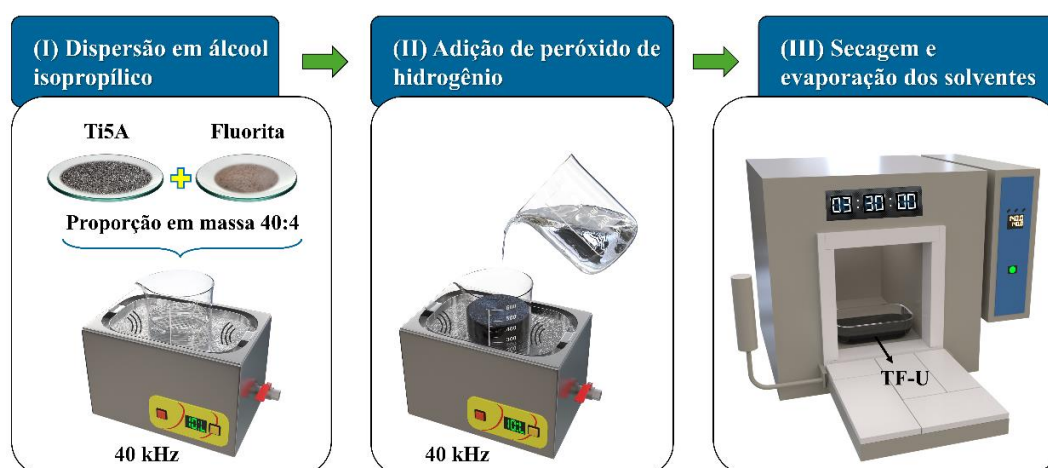 (I) Dispersão em álcool
isopropílico
(II) Adição de peróxido de
hidrogênio
(III) Secagem e
evaporação dos solventes
Ti5A
Fluorita
Proporção em massa 40:4
40 kHz
40 kHz
03:30:00
TF-U